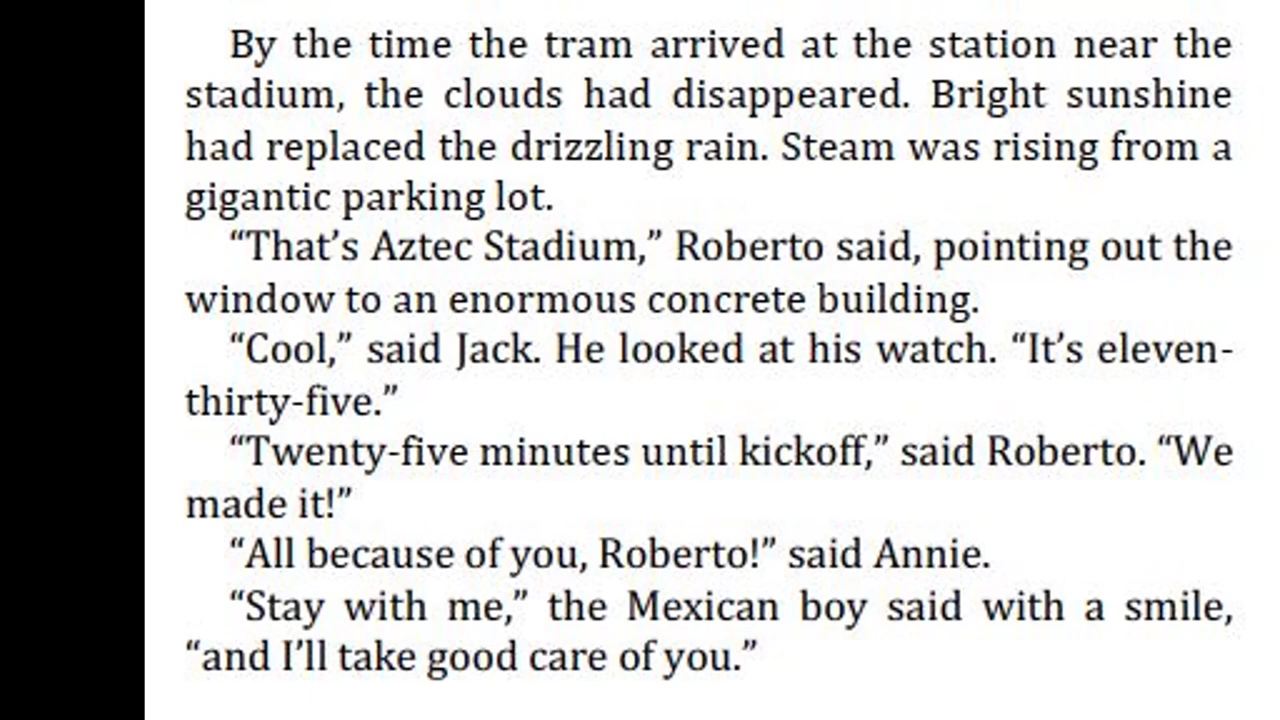 By the time the tram arrived at the station near the
stadium, the clouds had disappeared. Bright sunshine
had replaced the drizzling rain. Steam was rising from a
gigantic parking lot.
“That’s Aztec Stadium,” Roberto said, pointing out the
window to an enormous concrete building.
“Cool,” said Jack. He looked at his watch. “It’s eleven-
thirty-five.”
“Twenty-five minutes until kickoff,” said Roberto. “We
made it!”
“All because of you, Roberto!” said Annie.
“Stay with me,” the Mexican boy said with a smile,
“and I’ll take good care of you.”